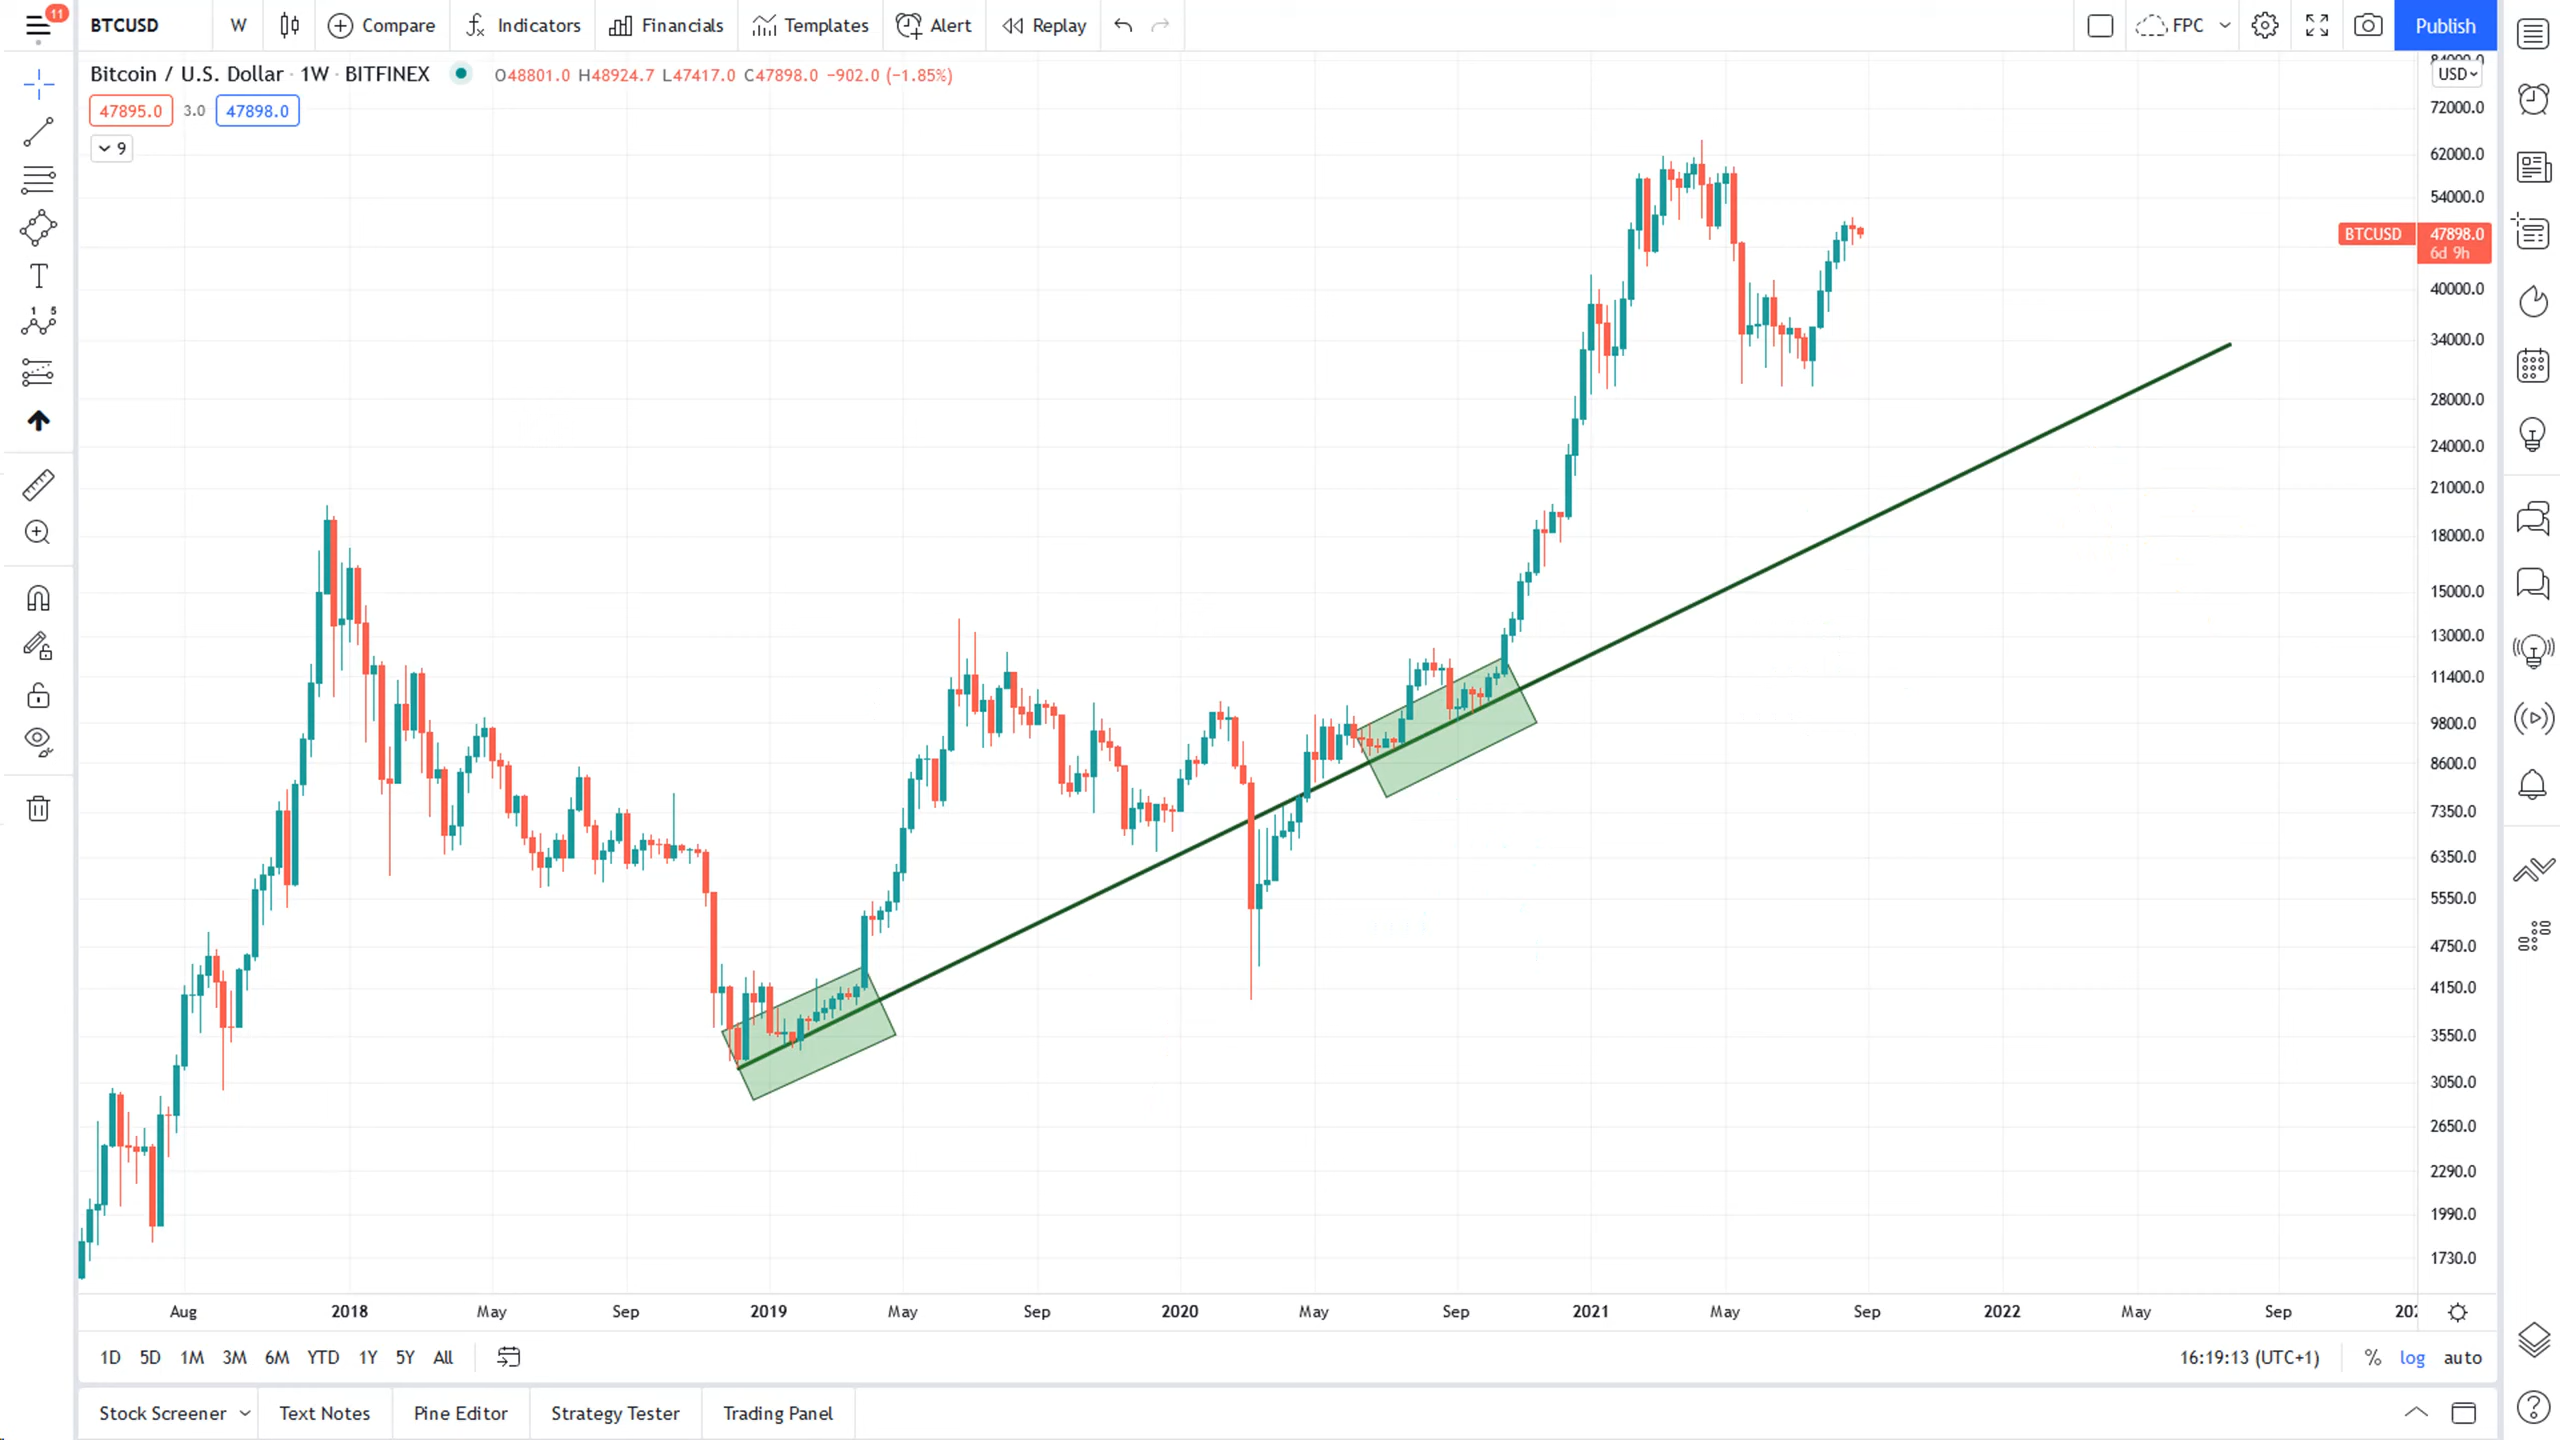 11
BTCUSD
W
Compare
Indicators
Financials
Templates
Alert
Replay
FPC
Publish
Bitcoin / U.S. Dollar · 1W · BITFINEX
O48801.0 H48924.7 L47417.0 C47898.0 −902.0 (−1.85%)
47895.0 3.0 47898.0
9
T
1 5
84000.0
USD
72000.0
62000.0
54000.0
BTCUSD 47898.0
6d 9h
40000.0
34000.0
28000.0
24000.0
21000.0
18000.0
15000.0
13000.0
11400.0
9800.0
8600.0
7350.0
6350.0
5550.0
4750.0
4150.0
3550.0
3050.0
2650.0
2290.0
1990.0
1730.0
Aug 2018 May Sep 2019 May Sep 2020 May Sep 2021 May Sep 2022 May Sep 202
1D 5D 1M 3M 6M YTD 1Y 5Y All
16:19:13 (UTC+1) % log auto
Stock Screener Text Notes Pine Editor Strategy Tester Trading Panel